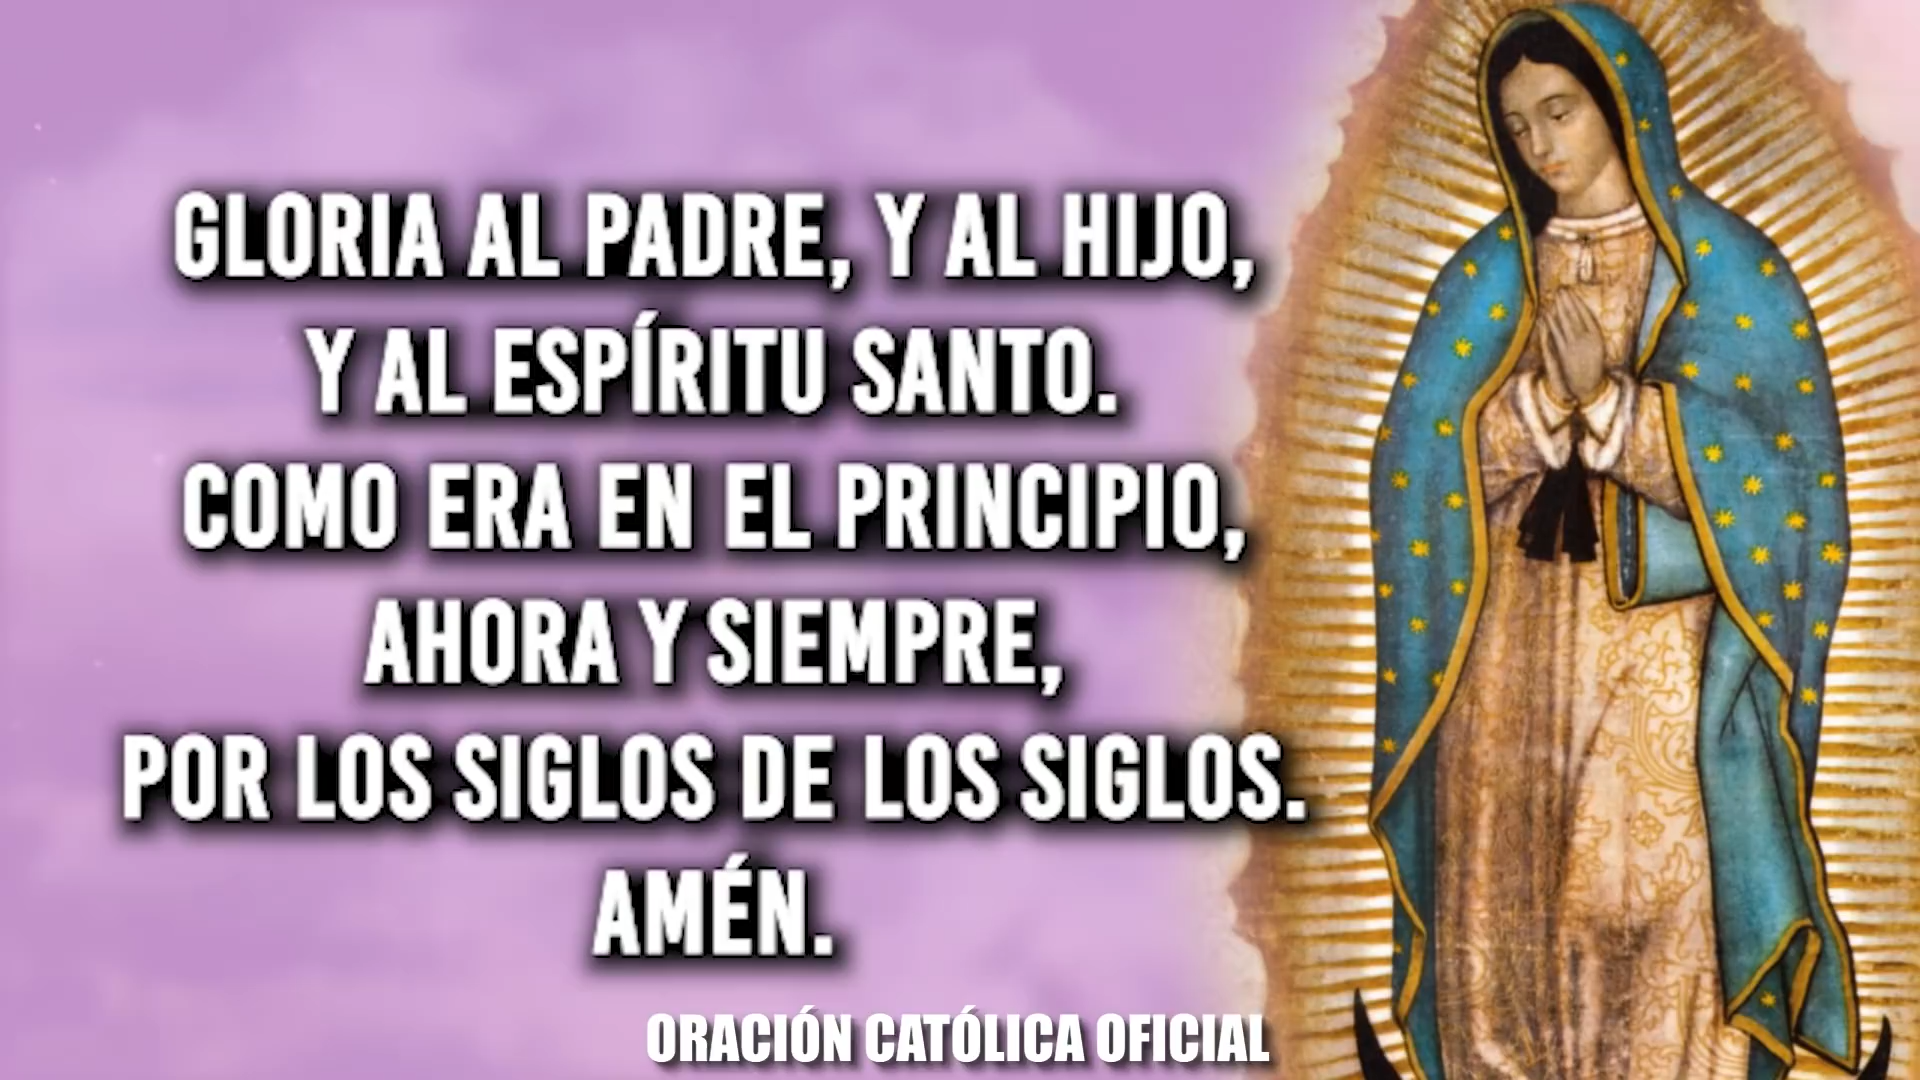 GLORIA AL PADRE, Y AL HIJO,
Y AL ESPÍRITU SANTO.
COMO ERA EN EL PRINCIPIO,
AHORA Y SIEMPRE,
POR LOS SIGLOS DE LOS SIGLOS.
AMÉN.
ORACIÓN CATÓLICA OFICIAL